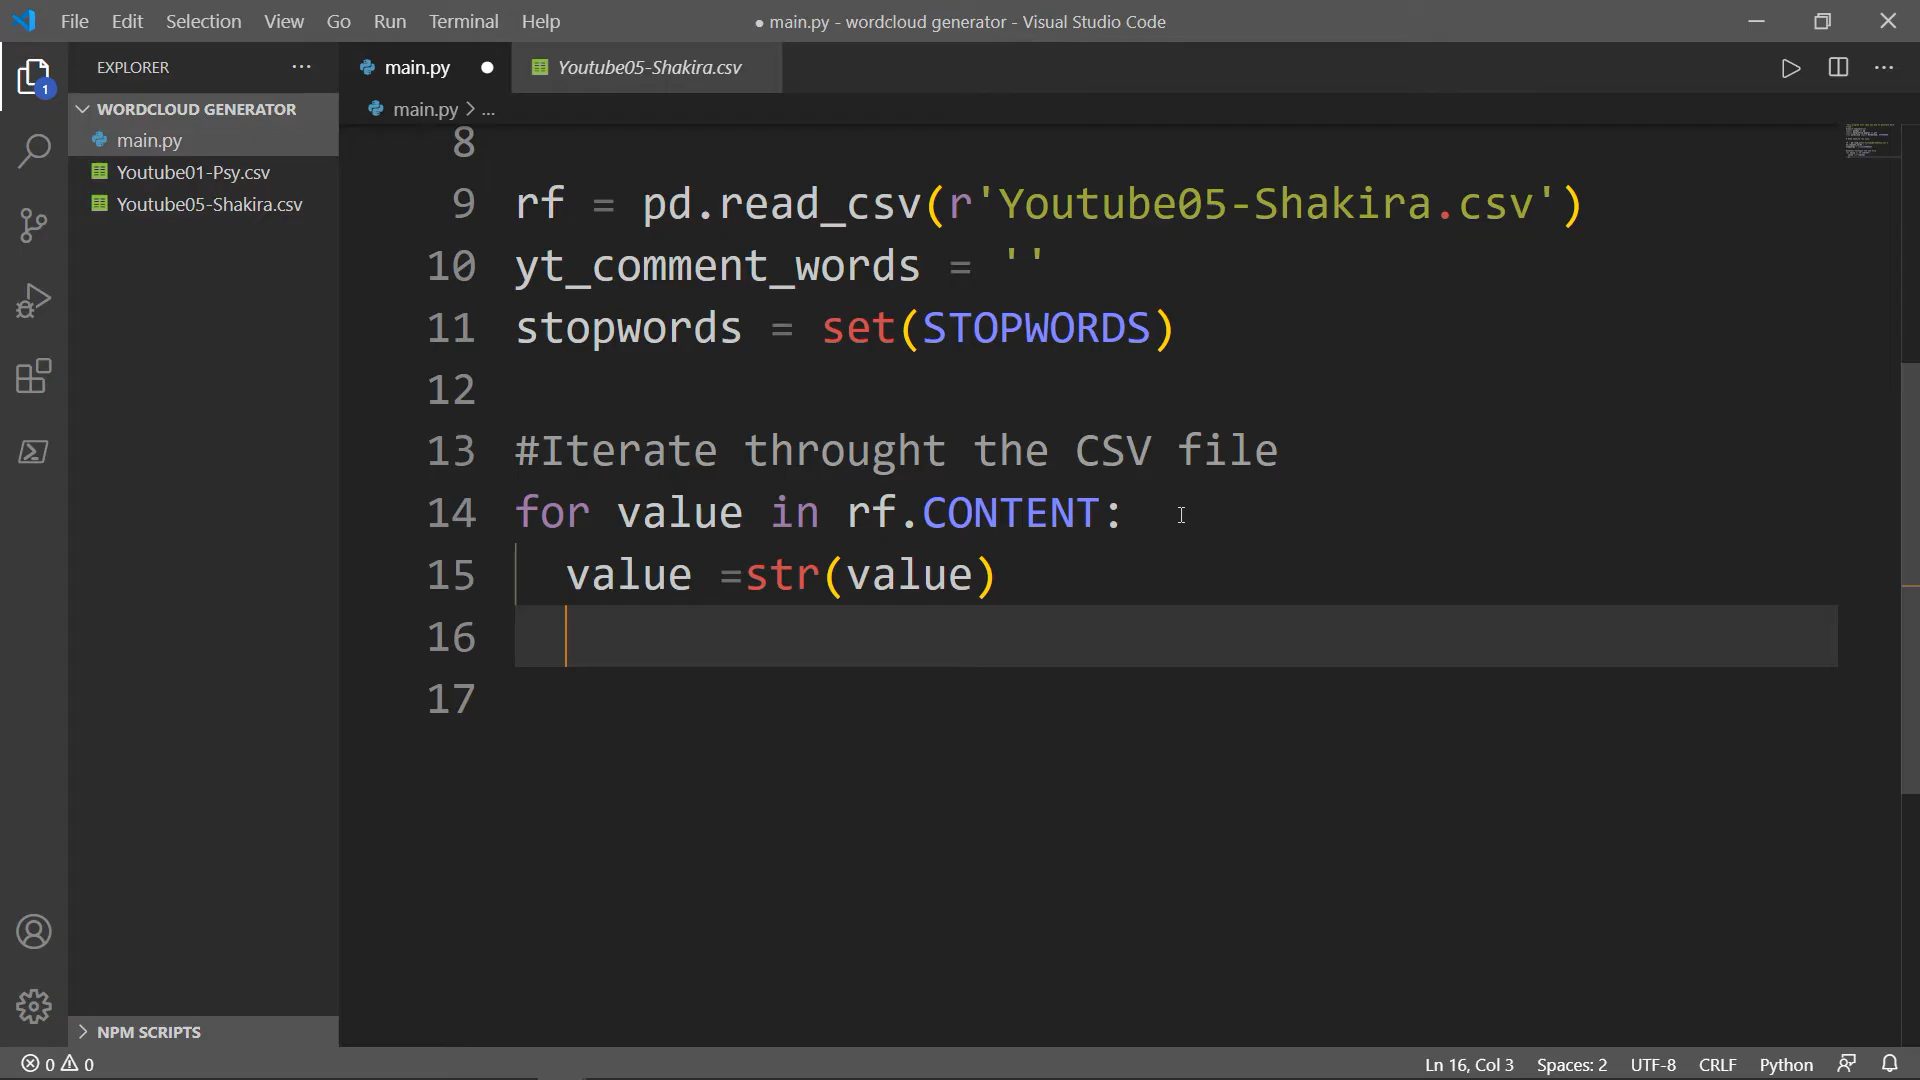 File Edit Selection View Go Run Terminal Help
● main.py - wordcloud generator - Visual Studio Code
EXPLORER
1
WORDCLOUD GENERATOR
main.py
Youtube01-Psy.csv
Youtube05-Shakira.csv
NPM SCRIPTS
main.py ●
Youtube05-Shakira.csv
main.py > ...
8
9 rf = pd.read_csv(r'Youtube05-Shakira.csv')
10 yt_comment_words = ''
11 stopwords = set(STOPWORDS)
12
13 #Iterate throught the CSV file
14 for value in rf.CONTENT:
15 value =str(value)
16
17
0 0
Ln 16, Col 3 Spaces: 2 UTF-8 CRLF Python